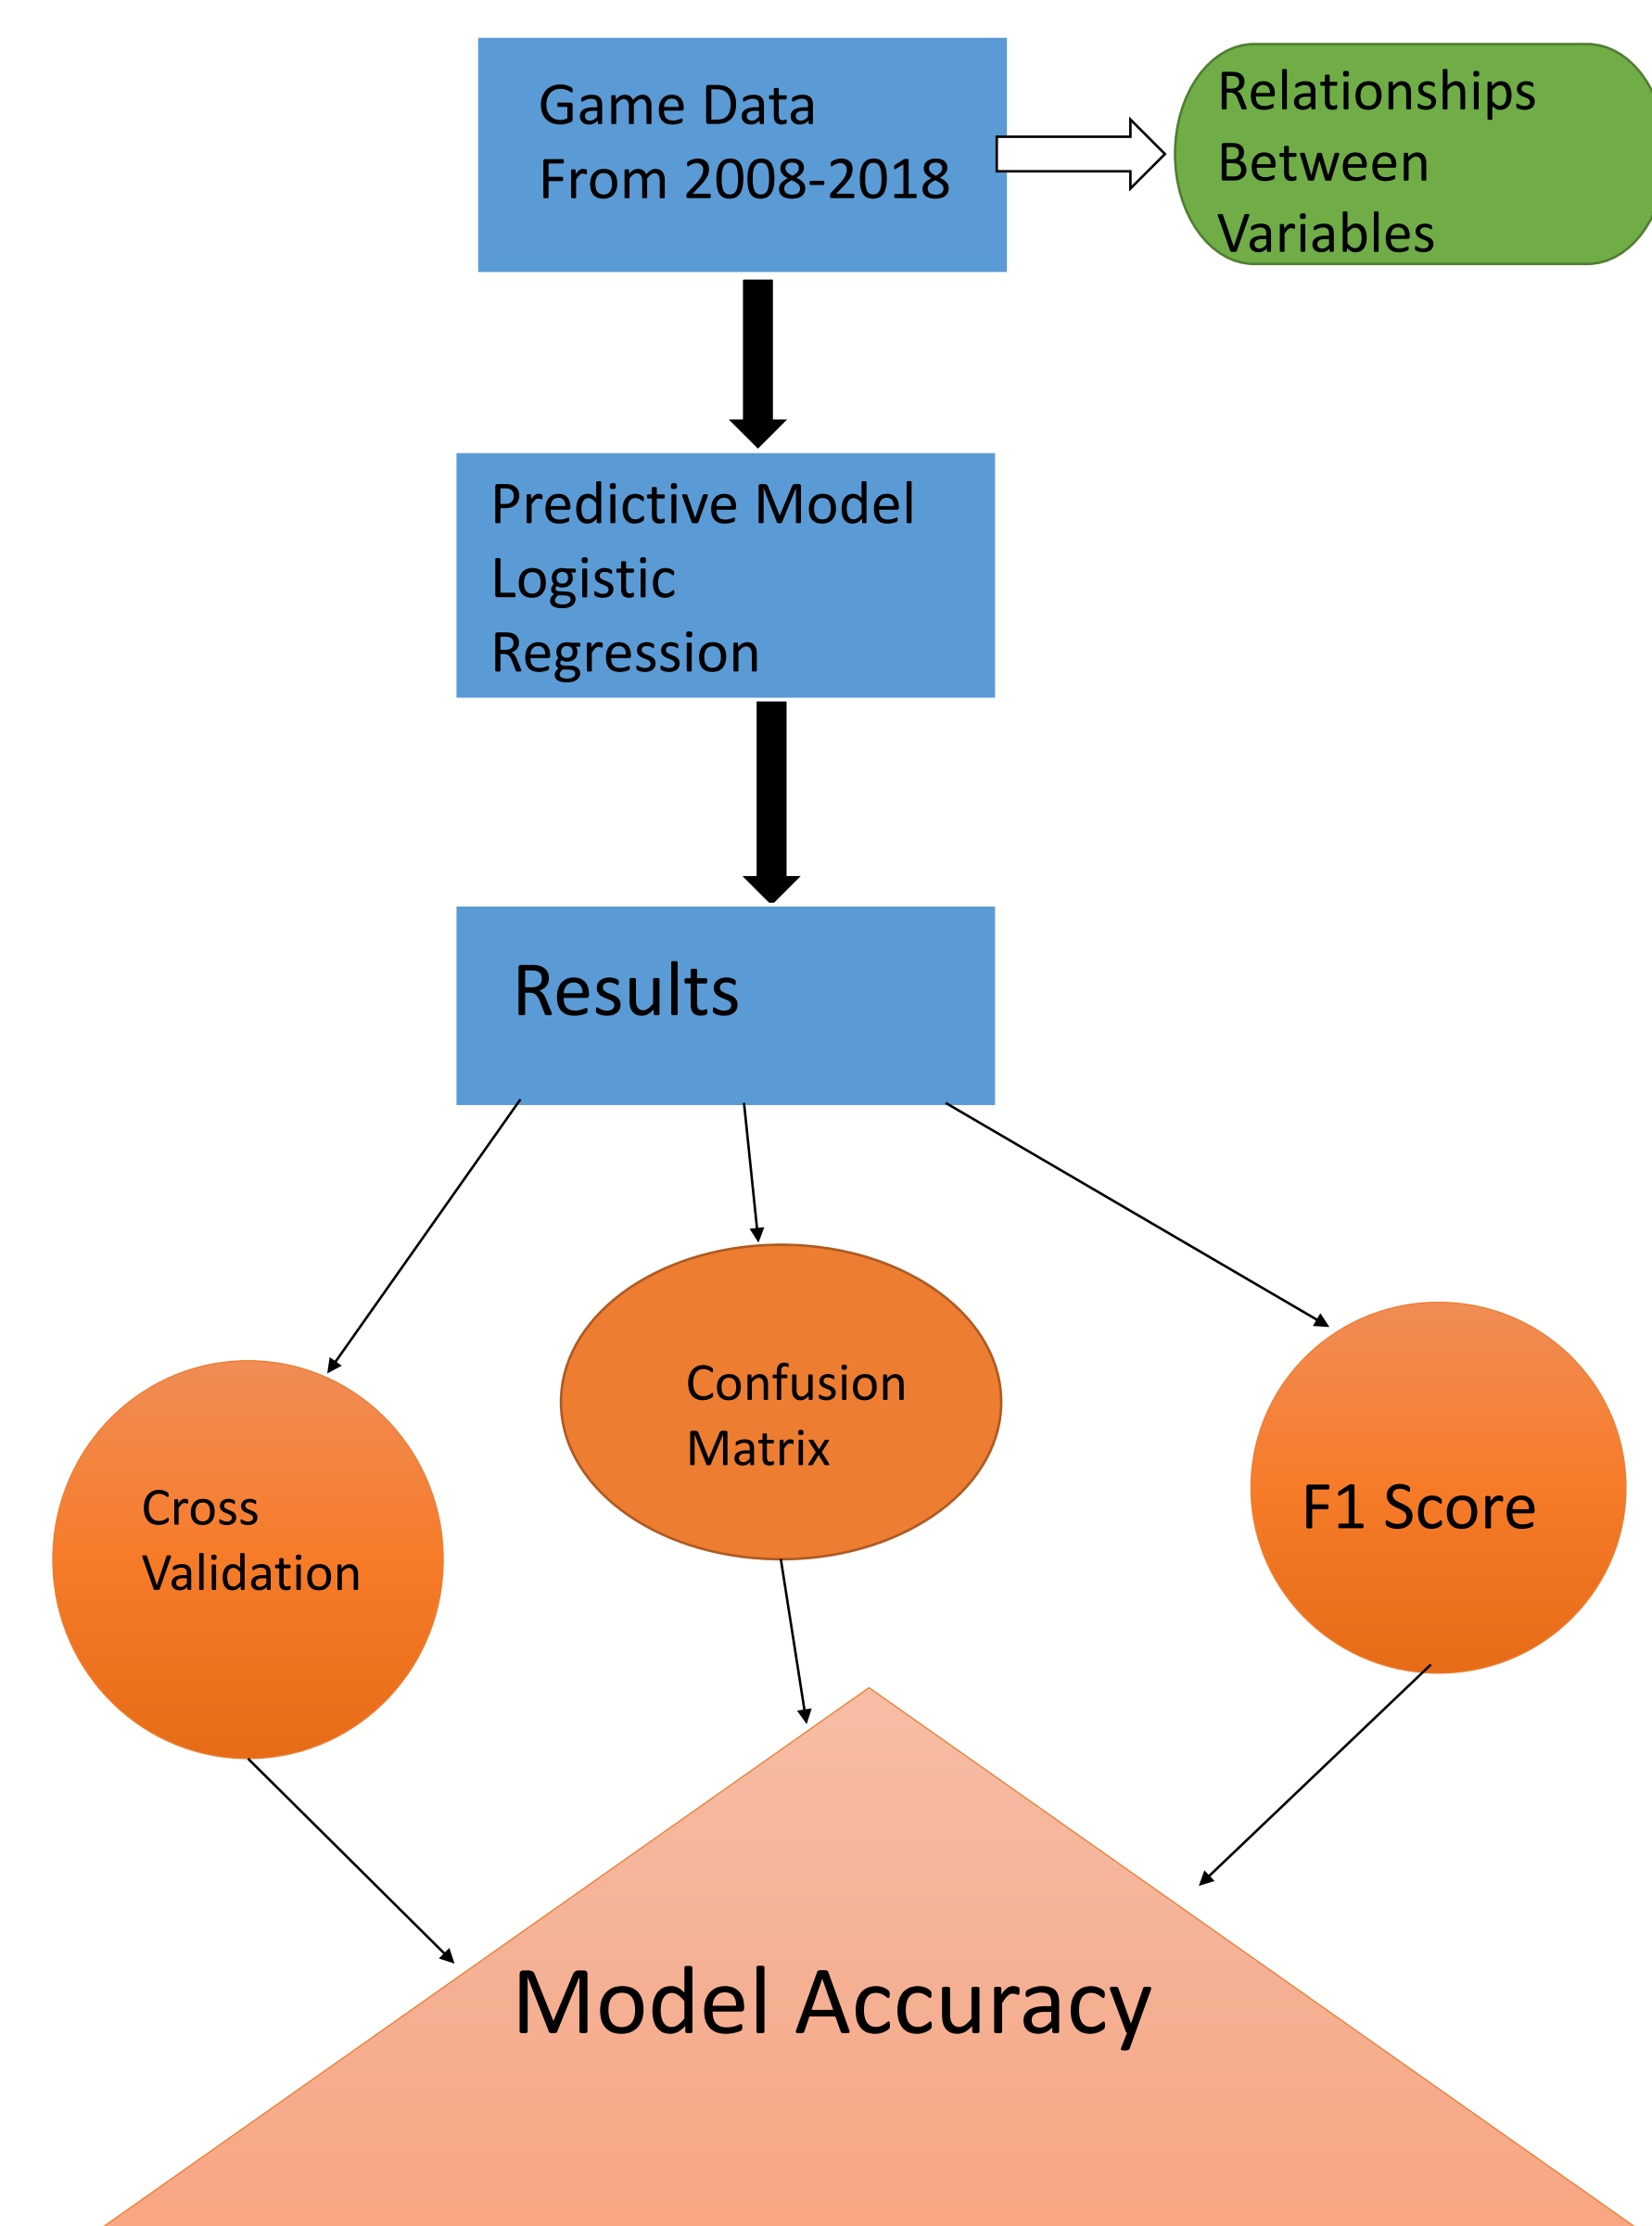 Game Data
From 2008-2018
Relationships
Between
Variables
Predictive Model
Logistic
Regression
Results
Confusion
Matrix
Cross
Validation
F1 Score
Model Accuracy